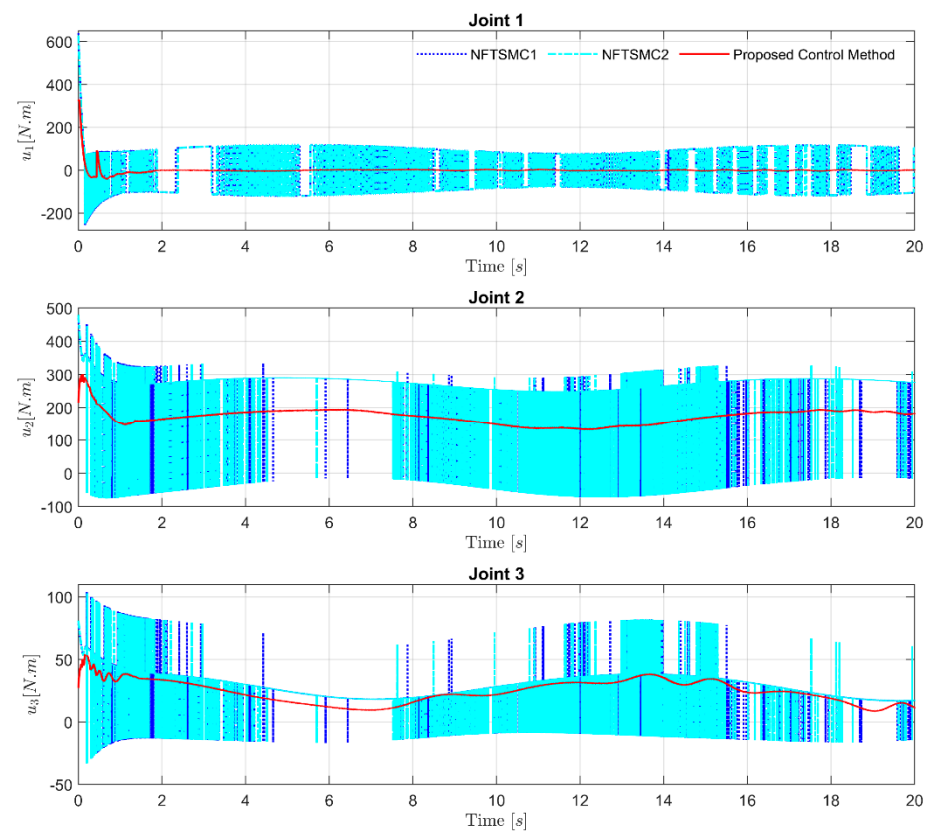 Joint 1
NFTSMC1 NFTSMC2 Proposed Control Method
u1[N.m]
600
400
200
0
-200
0 2 4 6 8 10 12 14 16 18 20
Time [s]
Joint 2
u2[N.m]
500
400
300
200
100
0
-100
0 2 4 6 8 10 12 14 16 18 20
Time [s]
Joint 3
u3[N.m]
100
50
0
-50
0 2 4 6 8 10 12 14 16 18 20
Time [s]